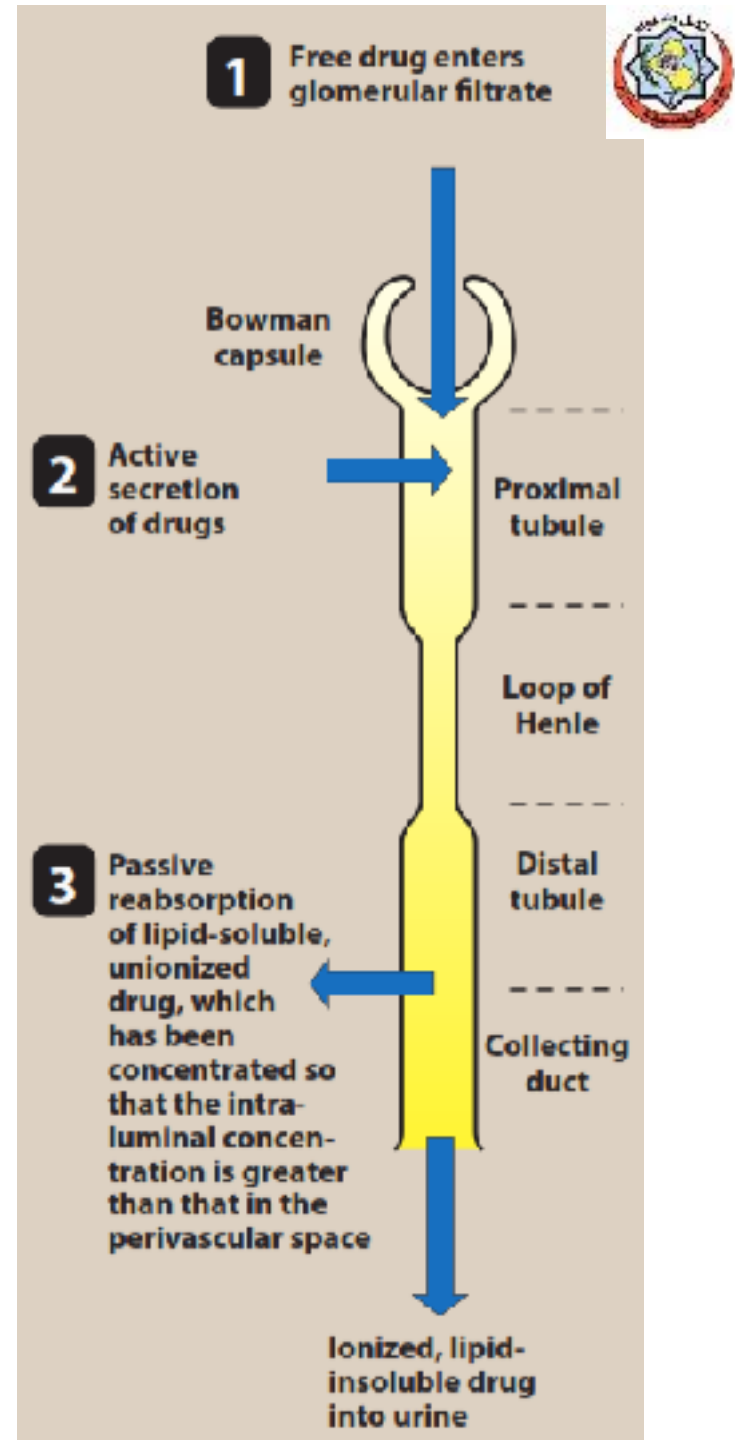 1
Free drug enters
glomerular filtrate
Bowman
capsule
2
Active
secretion
of drugs
Proximal
tubule
Loop of
Henle
3
Passive
reabsorption
of lipid-soluble,
unionized
drug, which
has been
concentrated so
that the intra-
luminal concen-
tration is greater
than that in the
perivascular space
Distal
tubule
Collecting
duct
Ionized, lipid-
insoluble drug
into urine